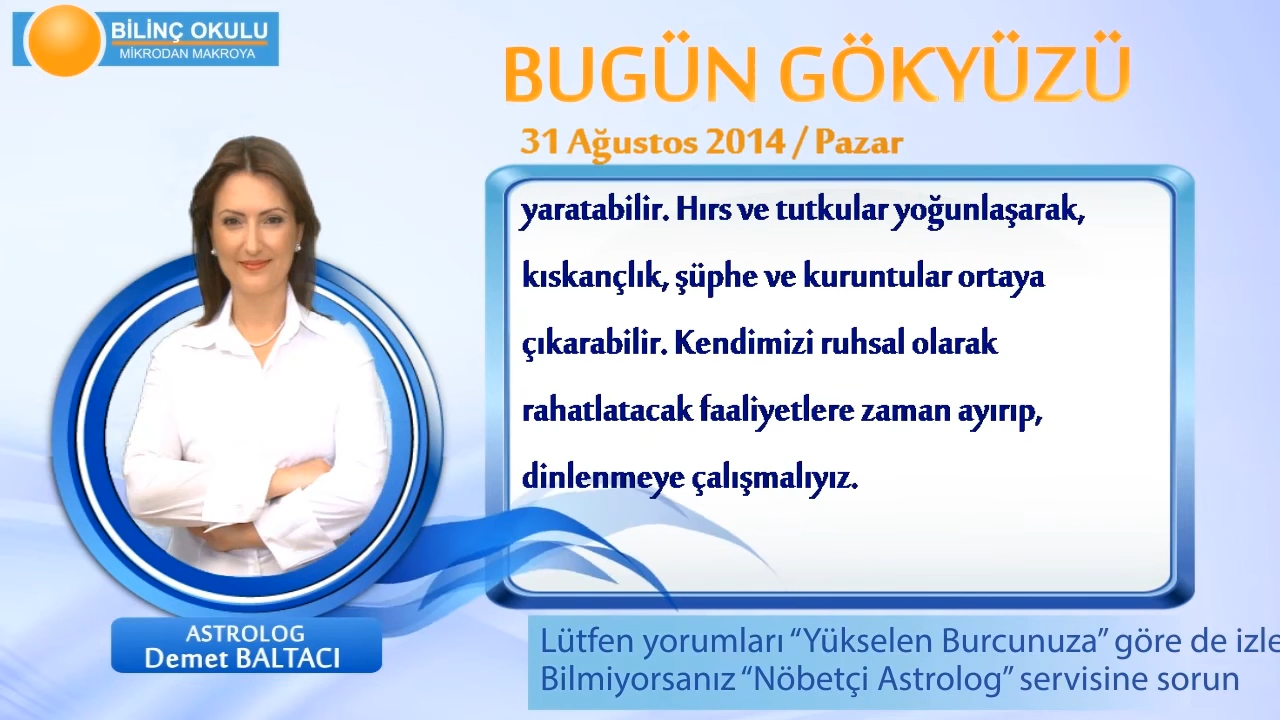 BİLİNÇ OKULU
MİKRODAN MAKROYA
BUGÜN GÖKYÜZÜ
31 Ağustos 2014 / Pazar
yaratabilir. Hırs ve tutkular yoğunlaşarak,
kıskançlık, şüphe ve kuruntular ortaya
çıkarabilir. Kendimizi ruhsal olarak
rahatlatacak faaliyetlere zaman ayırıp,
dinlenmeye çalışmalıyız.
ASTROLOG
Demet BALTACI
Lütfen yorumları “Yükselen Burcunuza” göre de izle
Bilmiyorsanız “Nöbetçi Astrolog” servisine sorun